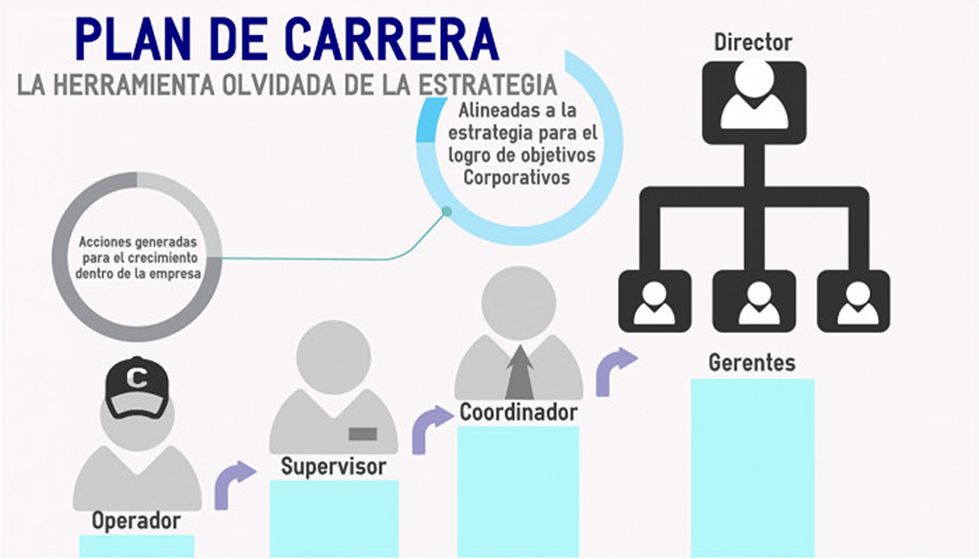 PLAN DE CARRERA
LA HERRAMIENTA OLVIDADA DE LA ESTRATEGIA
Director
Alineadas a la
estrategia para el
logro de objetivos
Corporativos
Acciones generadas
para el crecimiento
dentro de la empresa
Gerentes
C
Coordinador
Supervisor
Operador